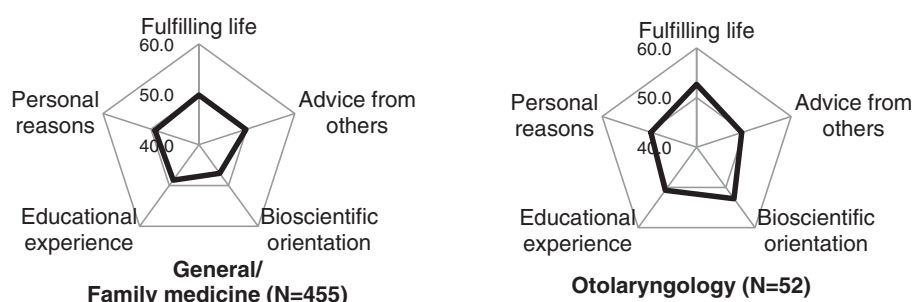 Fulfilling life
60.0
Personal
reasons
50.0
Advice from
others
40.0
Educational
experience
Bioscientific
orientation
General/
Family medicine (N=455)
Fulfilling life
60.0
Personal
reasons
50.0
Advice from
others
40.0
Educational
experience
Bioscientific
orientation
Otolaryngology (N=52)